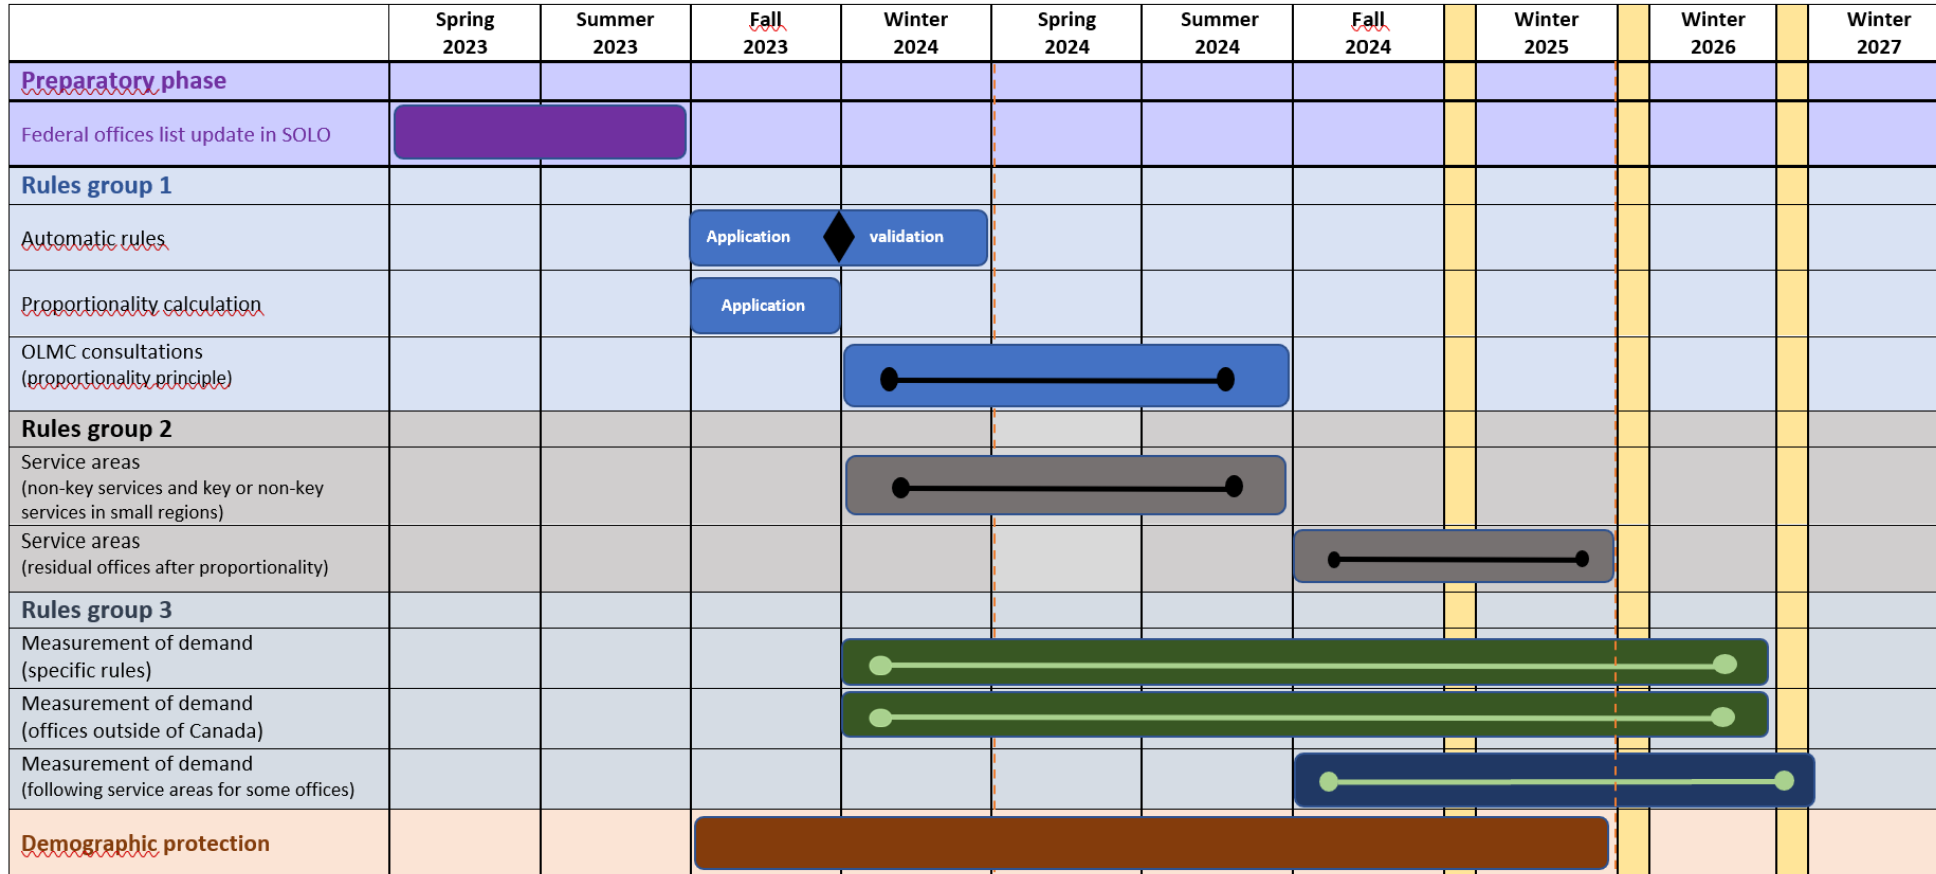 Spring Summer Fall Winter Spring Summer Fall Winter Winter Winter
2023 2023 2023 2024 2024 2024 2024 2025 2026 2027
Preparatory phase
Federal offices list update in SOLO
Rules group 1
Automatic rules Application validation
Proportionality calculation Application
OLMC consultations
(proportionality principle)
Rules group 2
Service areas
(non-key services and key or non-key
services in small regions)
Service areas
(residual offices after proportionality)
Rules group 3
Measurement of demand
(specific rules)
Measurement of demand
(offices outside of Canada)
Measurement of demand
(following service areas for some offices)
Demographic protection